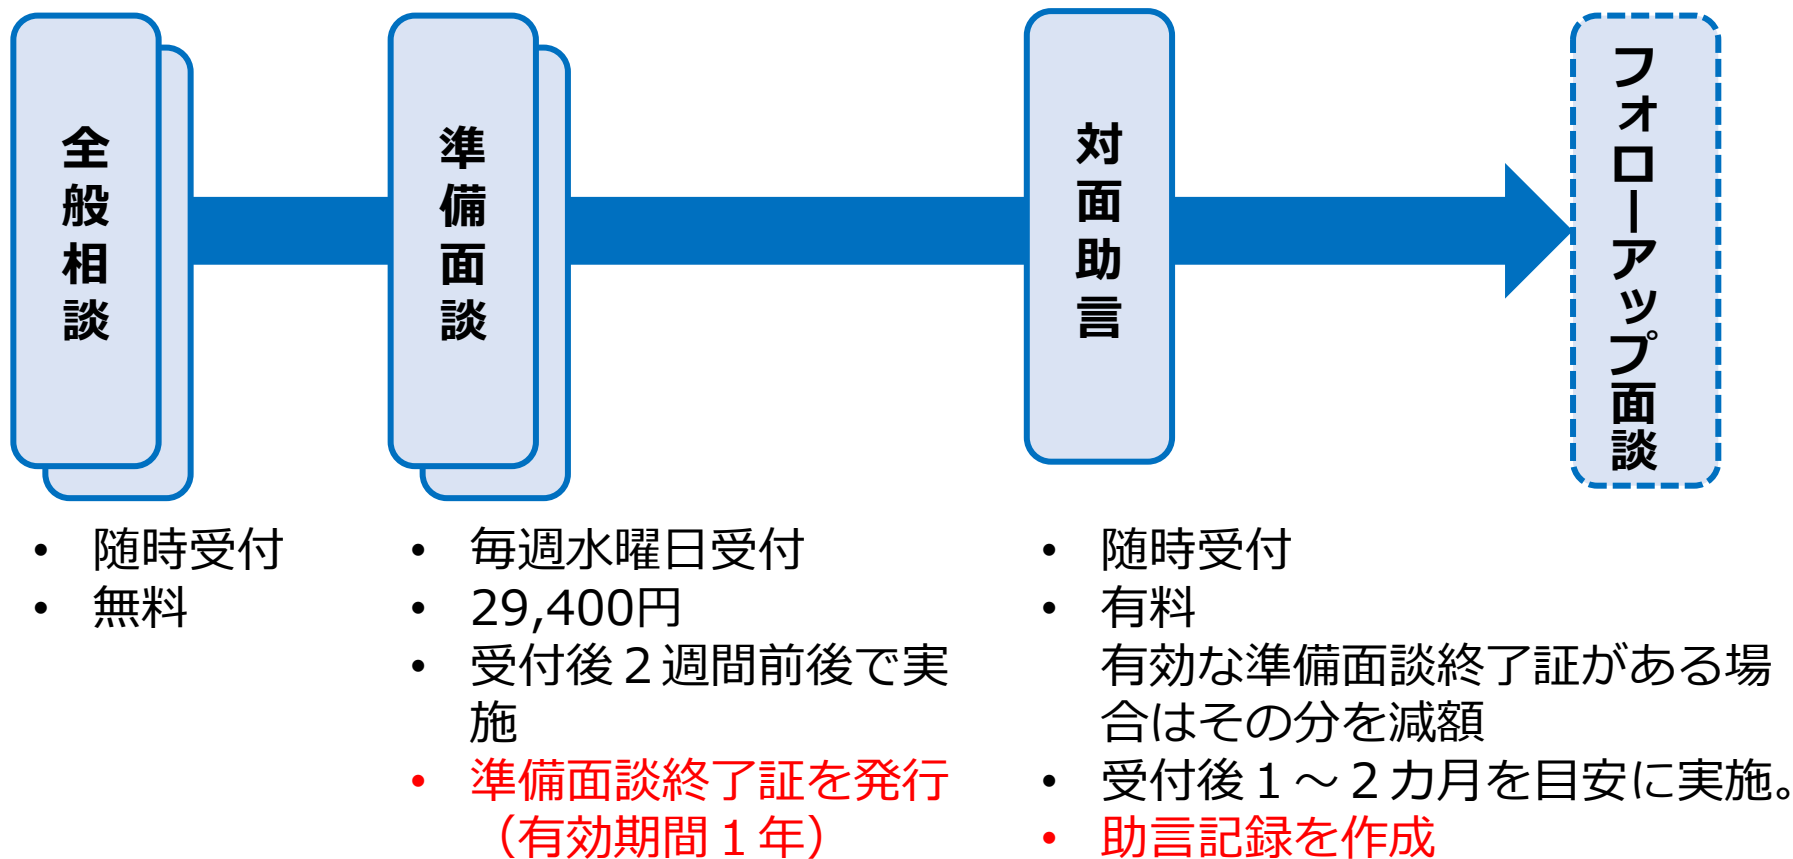 全般相談
準備面談
対面助言
フォローアップ面談
• 随時受付
• 無料
• 毎週水曜日受付
• 29,400円
• 受付後２週間前後で実
施
• 準備面談終了証を発行
（有効期間１年）
• 随時受付
• 有料
有効な準備面談終了証がある場
合はその分を減額
• 受付後１～２カ月を目安に実施。
• 助言記録を作成